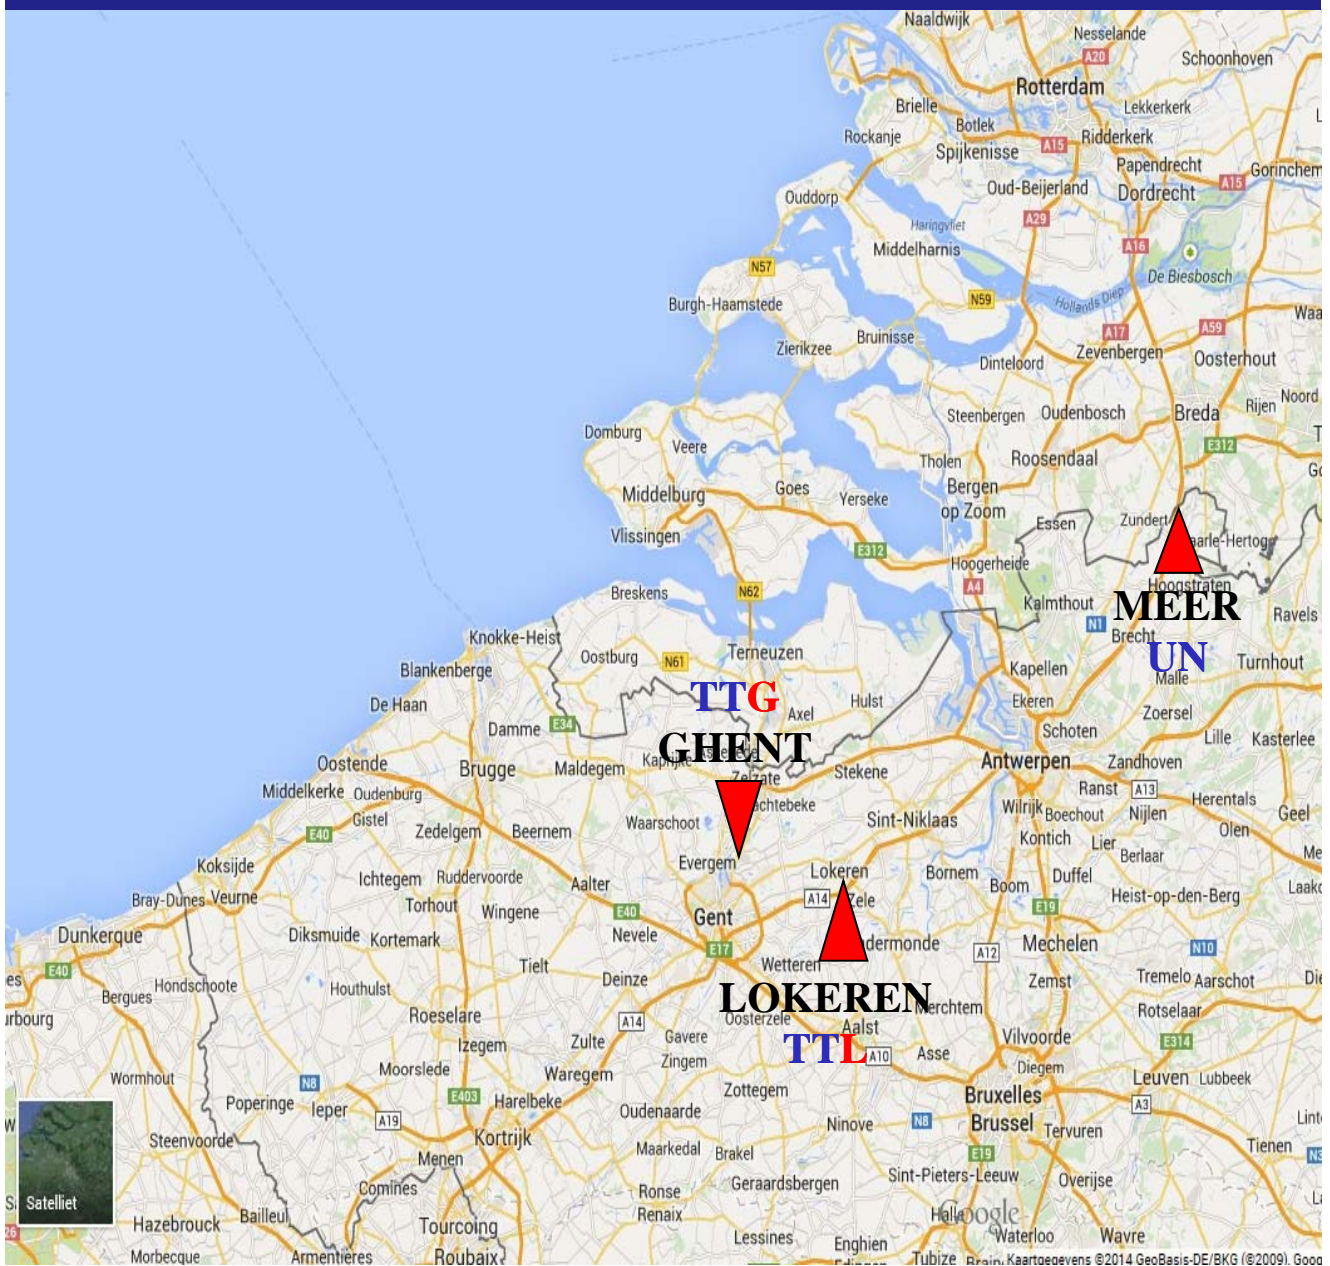 Naaldwijk
Nesselande
A20
Schoonhoven
Rotterdam
Brielle
Lekkerkerk
Botlek
Rockanje
A15
Ridderkerk
Spijkenisse
Papendrecht
Gorinchem
A15
Oud-Beijerland
Dordrecht
Ouddorp
A29
Haringvliet
Middelharnis
A16
N57
De Biesbosch
Burgh-Haamstede
N59
Hollands Diep
A17
A59
Zierikzee
Bruinisse
Dinteloord
Zevenbergen
Oosterhout
Steenbergen
Oudenbosch
Breda
Rijen
Noord
Domburg
Veere
E312
Tholen
Roosendaal
Middelburg
Goes
Yerseke
Bergen
op Zoom
Essen
Zundert
Vlissingen
E312
aarle-Hertog
Hoogerheide
A4
Hoogstraten
Breskens
N62
Kalmthout
MEER
N1
Ravels
Knokke-Heist
Brecht
Oostburg
N61
Terneuzen
UN
Turnhout
Blankenberge
Kapellen
Malle
TTG
De Haan
Hulst
Ekeren
Axel
Zoersel
Damme
E34
Schoten
GHENT
Lille
Kasterlee
Oostende
Brugge
Maldegem
Kaprijke
Zelzate
Stekene
Antwerpen
Zandhoven
Middelkerke
Oudenburg
Ranst
A13
Herentals
Gistel
achtebeke
Wilrijk
Boechout
Nijlen
Geel
E40
Zedelgem
Beernem
Waarschoot
Sint-Niklaas
Kontich
Lier
Olen
Koksijde
Evergem
Berlaar
Ichtegem
Ruddervoorde
Lokeren
Bornem
Duffel
Bray-Dunes
Veurne
Aalter
Boom
Heist-op-den-Berg
Torhout
Wingene
E40
A14
Zele
E19
Gent
Dunkerque
Diksmuide
Kortemark
Nevele
E17
dermonde
A12
Mechelen
N10
E40
Tielt
Wetteren
Bergues
Hondschoote
Houthulst
Deinze
Zemst
Tremelo
Aarschot
LOKEREN
Merchtem
Roeselare
A14
Oosterzele
Rotselaar
Izegem
Zulte
Gavere
Aalst
Vilvoorde
E314
TTL
A10
Asse
Zingem
Diegem
Wormhout
N8
Moorslede
Waregem
Zottegem
Leuven
Lubbeek
Poperinge
Ieper
E403
Harelbeke
Bruxelles
A3
A19
Oudenaarde
Ninove
N8
Brussel
Tervuren
Steenvoorde
Kortrijk
Maarkedal
Brakel
E19
Tienen
Menen
Sint-Pieters-Leeuw
Overijse
Satelliet
Comines
Ronse
Geraardsbergen
Renaix
Google
Hazebrouck
Bailleul
Tourcoing
Lessines
Enghien
Waterloo
Wavre
Morbecque
Armentières
Roubaix
Tubize
Kaartgegevens ©2014 GeoBasis-DE/BKG (©2009), Goog